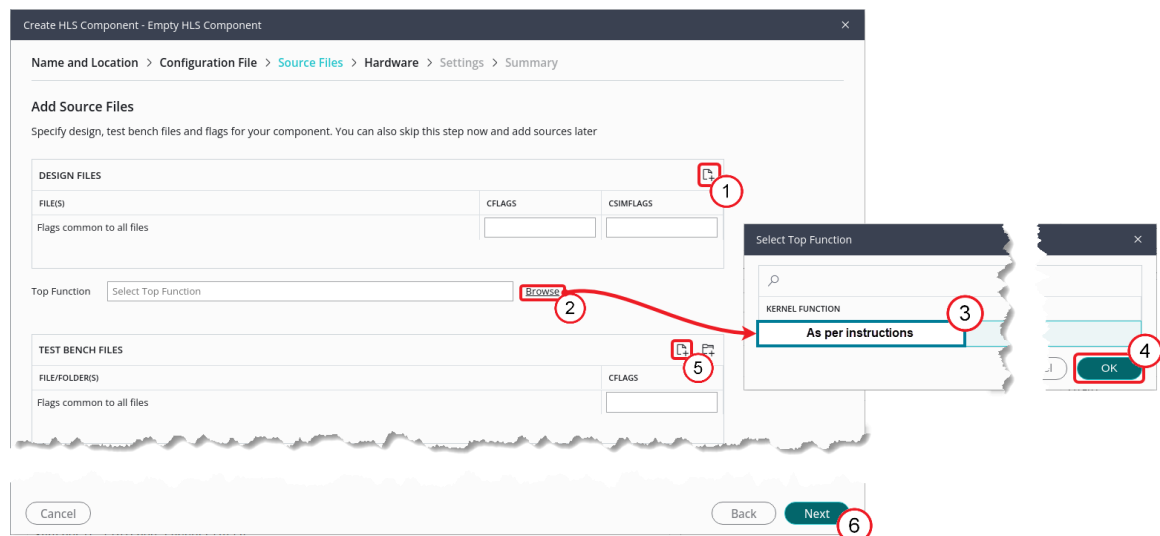 Create HLS Component - Empty HLS Component
Name and Location > Configuration File > Source Files > Hardware > Settings > Summary
Add Source Files
Specify design, test bench files and flags for your component. You can also skip this step now and add sources later
DESIGN FILES
1
FILE(S) CFLAGS CSIMFLAGS
Flags common to all files
Top Function Select Top Function Browse
2
TEST BENCH FILES
5
FILE/FOLDER(S) CFLAGS
Flags common to all files
Select Top Function
KERNEL FUNCTION
3
As per instructions
OK
4
Cancel Back Next
6